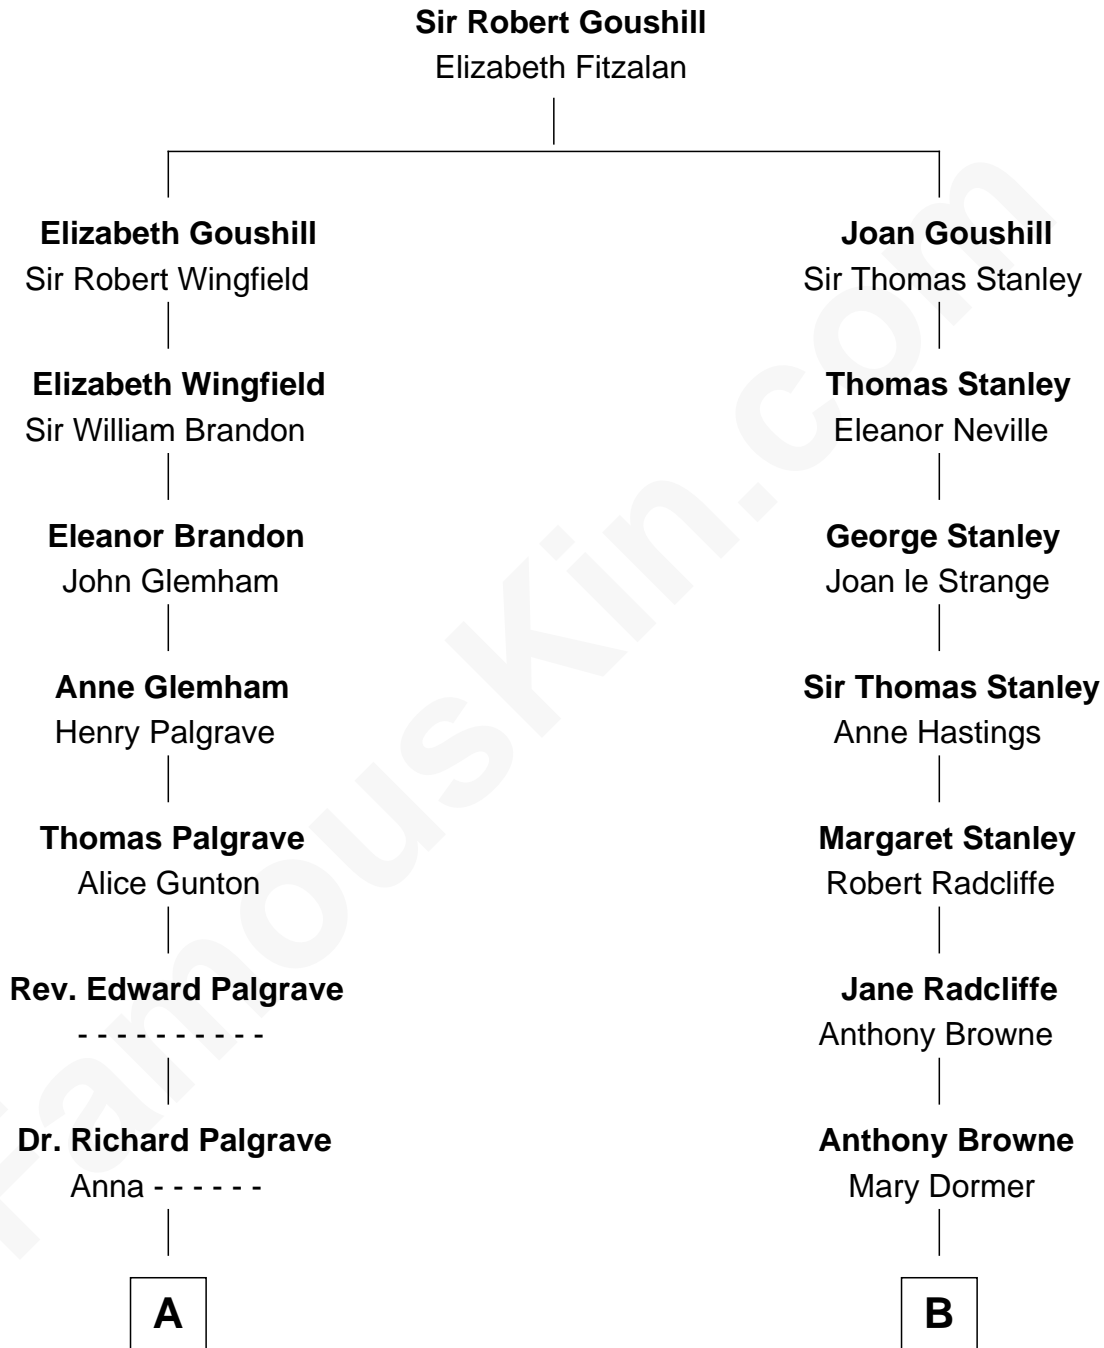 Sir Robert Goushill
Elizabeth Fitzalan
Elizabeth Goushill
Sir Robert Wingfield
Joan Goushill
Sir Thomas Stanley
Elizabeth Wingfield
Sir William Brandon
Thomas Stanley
Eleanor Neville
Eleanor Brandon
John Glemham
George Stanley
Joan le Strange
Anne Glemham
Henry Palgrave
Sir Thomas Stanley
Anne Hastings
Thomas Palgrave
Alice Gunton
Margaret Stanley
Robert Radcliffe
Rev. Edward Palgrave
- - - - - - - - - -
Jane Radcliffe
Anthony Browne
Dr. Richard Palgrave
Anna - - - - - -
Anthony Browne
Mary Dormer
A
B
FamousKin.com